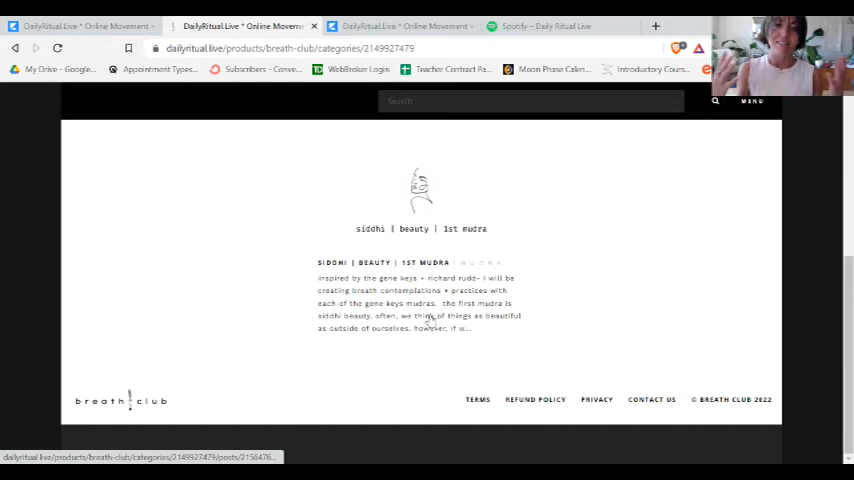 DailyRitual.Live * Online Movement
DailyRitual.Live * Online Moveme
DailyRitual.Live * Online Movement
Spotify – Daily Ritual Live
dailyritual.live/products/breath-club/categories/2149927479
My Drive - Google...
Appointment Types...
Subscribers - Conve...
WebBroker Login
Teacher Contract Pa...
Moon Phase Calen...
Introductory Cours...
Search
MENU
siddhi | beauty | 1st mudra
SIDDHI | BEAUTY | 1ST MUDRA / MUDRA
inspired by the gene keys + richard rudd~ I will be
creating breath contemplations + practices with
each of the gene keys mudras. the first mudra is
siddhi beauty. often, we think of things as beautiful
as outside of ourselves. however, if w...
breath club
TERMS REFUND POLICY PRIVACY CONTACT US © BREATH CLUB 2022
dailyritual.live/products/breath-club/categories/2149927479/posts/2156476...